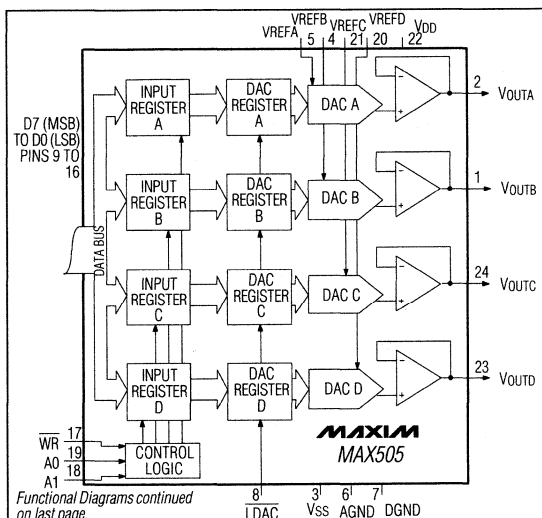 VREFB VREFD
VREFA VREFC VDD
5 4 21 20 22
INPUT REGISTER A
DAC REGISTER A
DAC A
-
+
2 VOUTA
D7 (MSB)
TO D0 (LSB)
PINS 9 TO
16
INPUT REGISTER B
DAC REGISTER B
DAC B
-
+
1 VOUTB
DATA BUS
INPUT REGISTER C
DAC REGISTER C
DAC C
-
+
24 VOUTC
INPUT REGISTER D
DAC REGISTER D
DAC D
-
+
23 VOUTD
WR 17
A0 19
A1 18
CONTROL LOGIC
MAXIM
MAX505
Functional Diagrams continued
on last page.
8 3 6 7
LDAC VSS AGND DGND